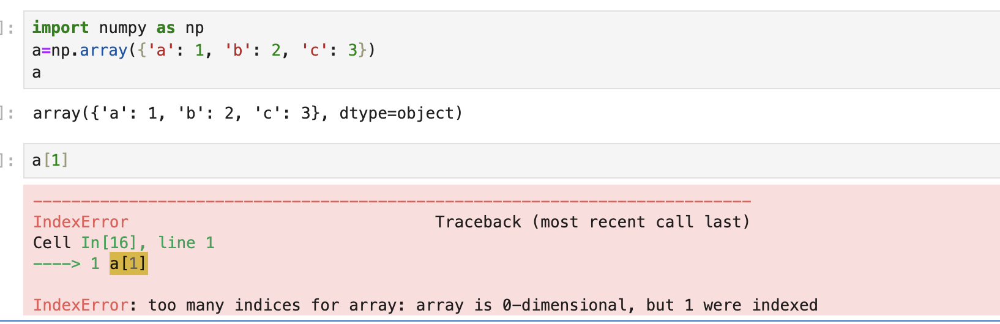 ]:
import numpy as np
a=np.array({'a': 1, 'b': 2, 'c': 3})
a
]:
array({'a': 1, 'b': 2, 'c': 3}, dtype=object)
]:
a[1]
---------------------------------------------------------------------------
IndexError                                Traceback (most recent call last)
Cell In[16], line 1
----> 1 a[1]
IndexError: too many indices for array: array is 0-dimensional, but 1 were indexed